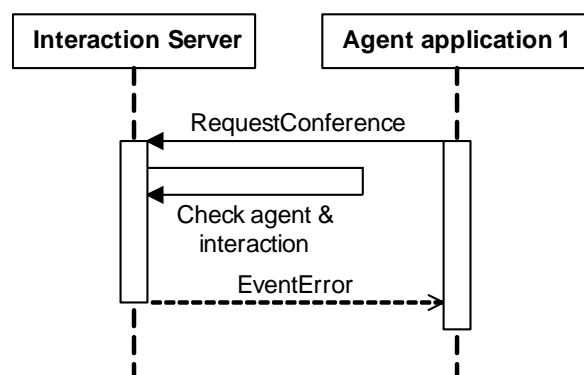 Interaction Server
Agent application 1
RequestConference
Check agent &
interaction
EventError